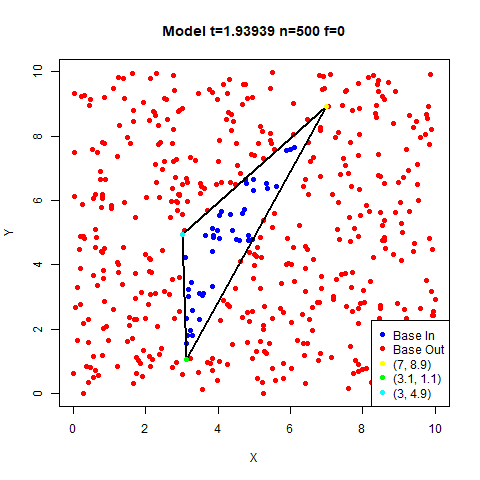 Model t=1.93939 n=500 f=0
Y
10
8
6
4
2
0
0 2 4 6 8 10
X
Base In
Base Out
(7, 8.9)
(3.1, 1.1)
(3, 4.9)